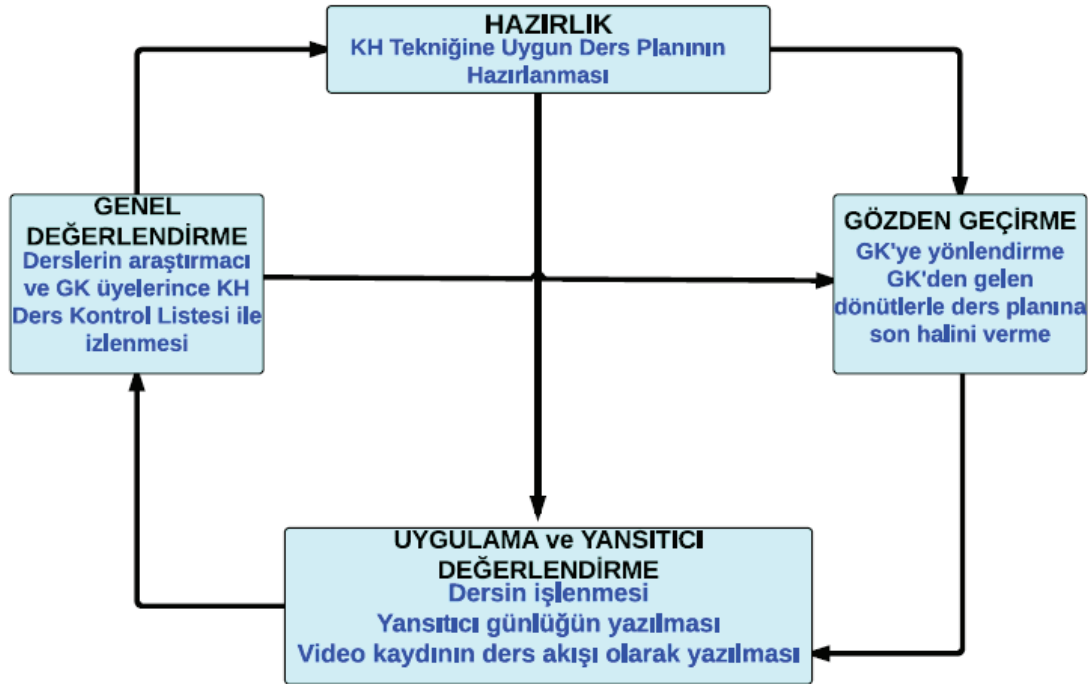 HAZIRLIK
KH Tekniğine Uygun Ders Planının
Hazırlanması
GENEL
DEĞERLENDİRME
Derslerin araştırmacı
ve GK üyelerince KH
Ders Kontrol Listesi ile
izlenmesi
GÖZDEN GEÇİRME
GK'ye yönlendirme
GK'den gelen
dönütlerle ders planına
son halini verme
UYGULAMA ve YANSITICI
DEĞERLENDİRME
Dersin işlenmesi
Yansıtıcı günlüğün yazılması
Video kaydının ders akışı olarak yazılması